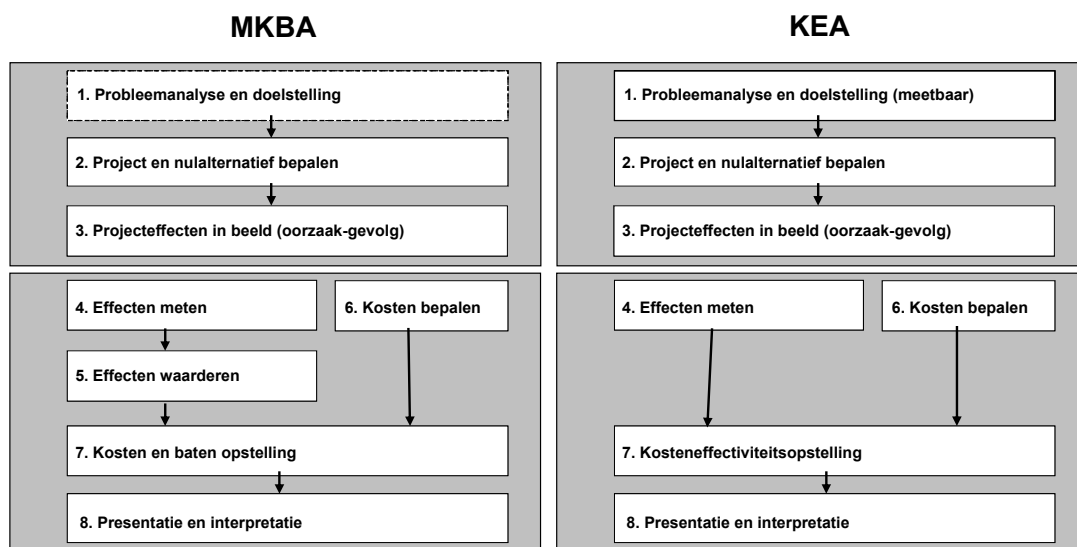 MKBA
1. Probleemanalyse en doelstelling
2. Project en nulalternatief bepalen
3. Projecteffecten in beeld (oorzaak-gevolg)
4. Effecten meten
6. Kosten bepalen
5. Effecten waarderen
7. Kosten en baten opstelling
8. Presentatie en interpretatie
KEA
1. Probleemanalyse en doelstelling (meetbaar)
2. Project en nulalternatief bepalen
3. Projecteffecten in beeld (oorzaak-gevolg)
4. Effecten meten
6. Kosten bepalen
7. Kosteneffectiviteitsopstelling
8. Presentatie en interpretatie